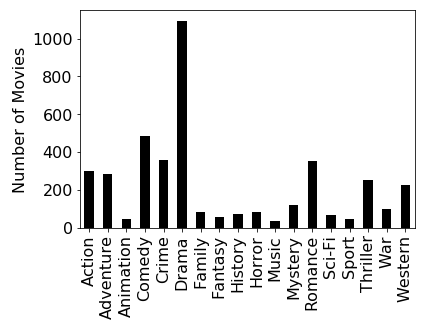 Number of Movies
1000
800
600
400
200
0
Action
Adventure
Animation
Comedy
Crime
Drama
Family
Fantasy
History
Horror
Music
Mystery
Romance
Sci-Fi
Sport
Thriller
War
Western